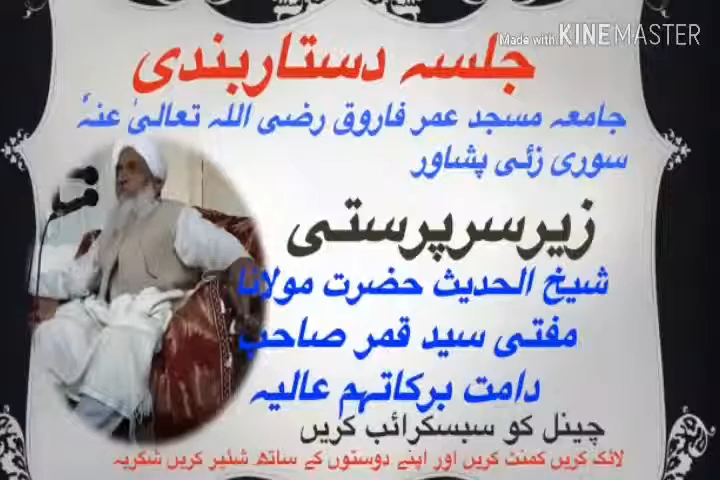 Made with KINEMASTER
جلسہ دستاربندی
جامعہ مسجد عمر فاروق رضی اللہ تعالیٰ عنہٗ
سوری زئی پشاور
زیرسرپرستی
شیخ الحدیث حضرت مولانا
مفتی سید قمر صاحب
دامت برکاتہم عالیہ
چینل کو سبسکرائب کریں
لائک کریں کمنٹ کریں اور اپنے دوستوں کے ساتھ شئیر کریں شکریہ